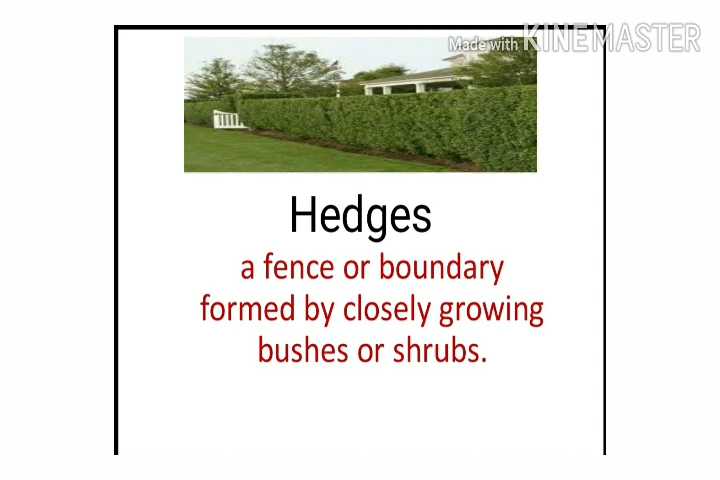 Made with KINEMASTER
Hedges
a fence or boundary
formed by closely growing
bushes or shrubs.